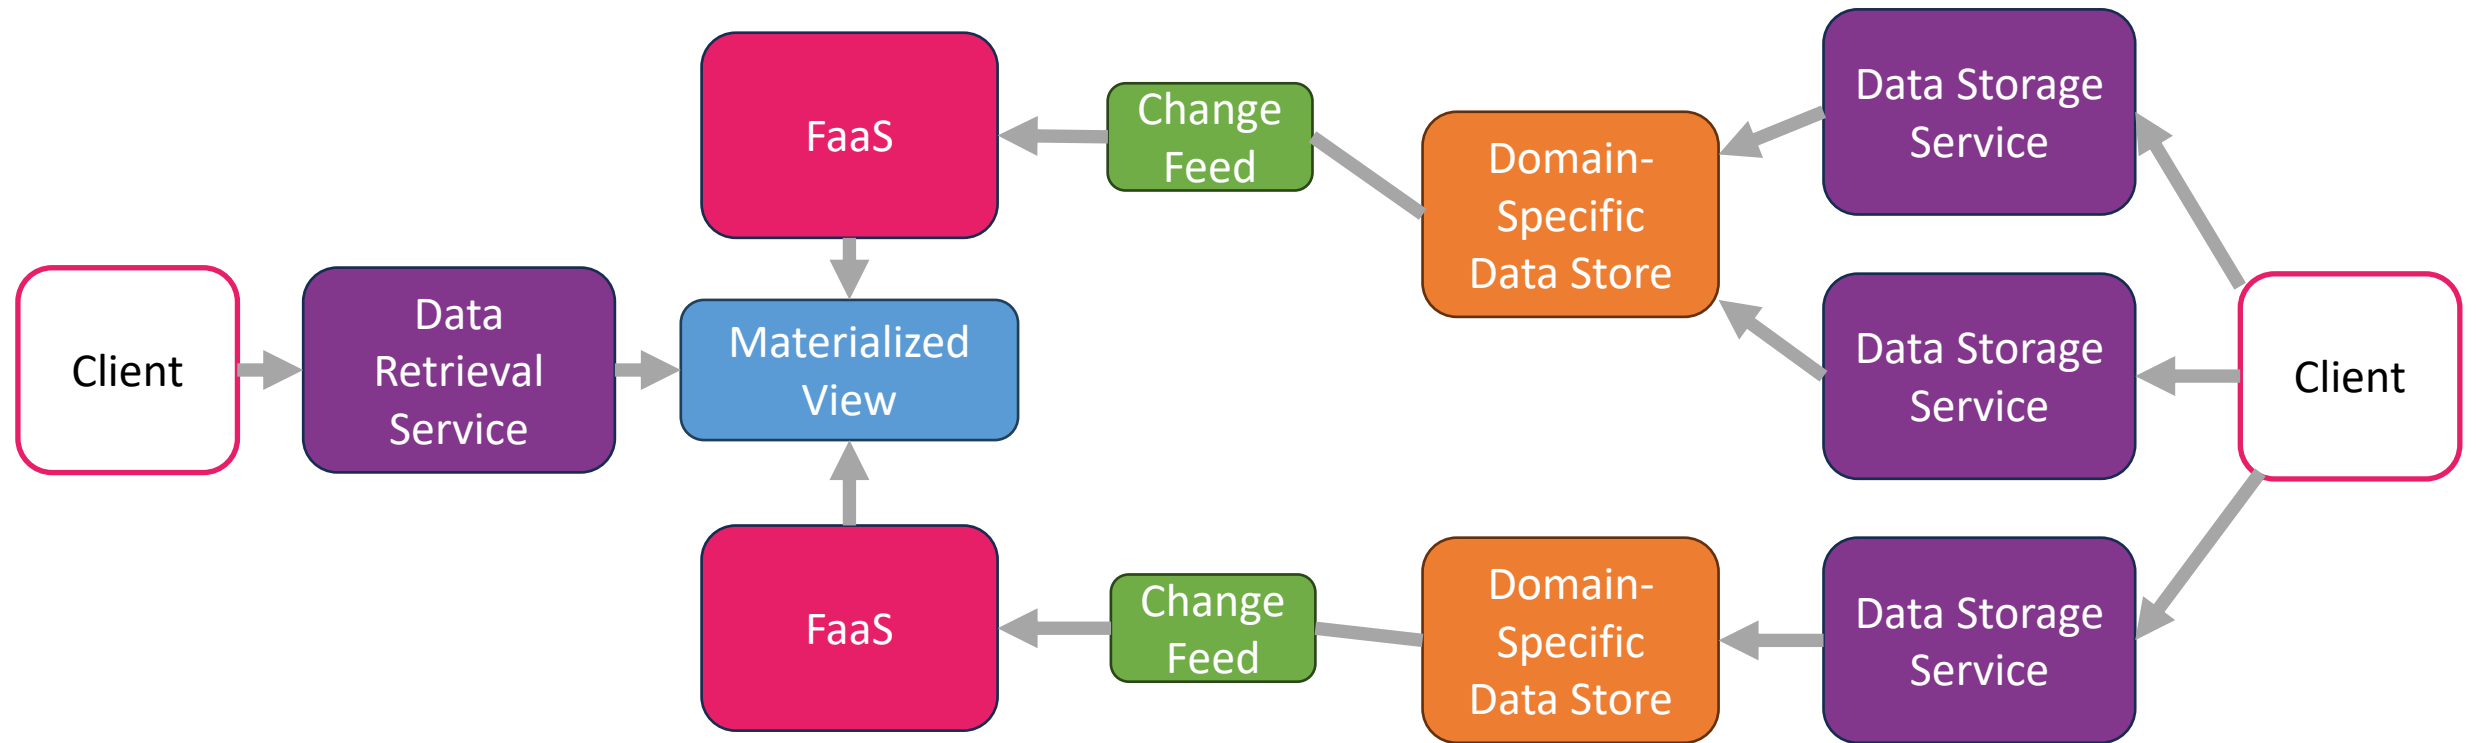 Client
Data
Retrieval
Service
FaaS
Materialized
View
FaaS
Change
Feed
Change
Feed
Domain-
Specific
Data Store
Domain-
Specific
Data Store
Data Storage
Service
Data Storage
Service
Data Storage
Service
Client